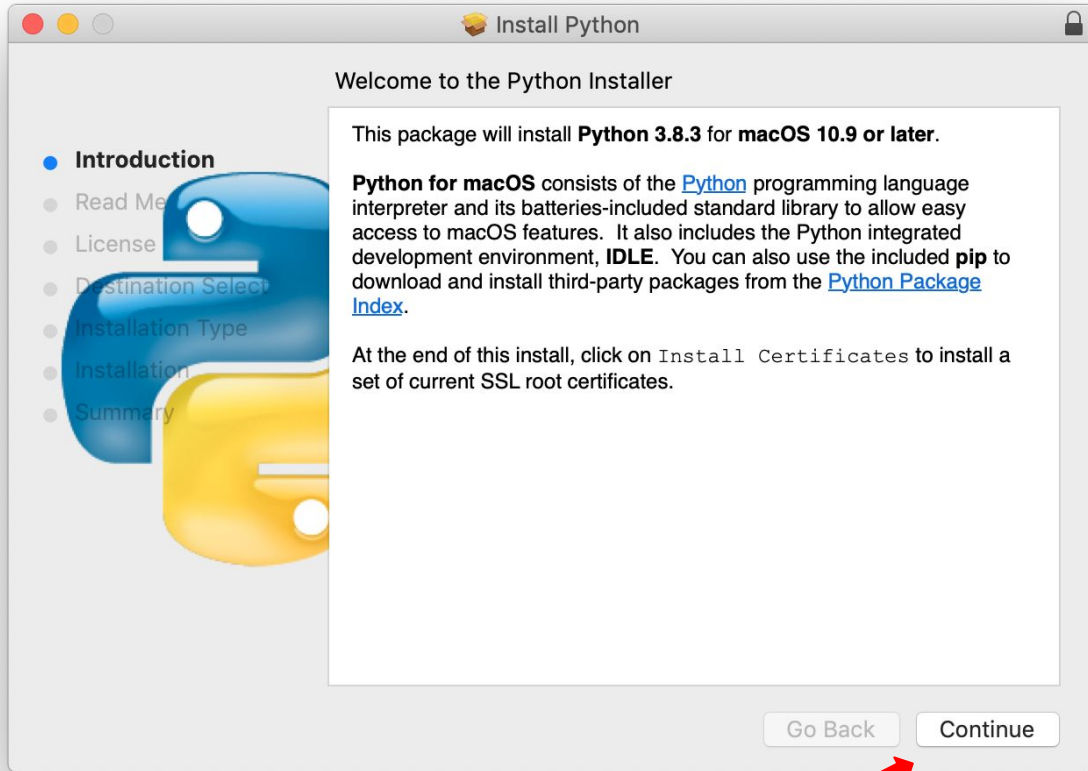 Install Python
Welcome to the Python Installer
Introduction
Read Me
License
Destination Select
Installation Type
Installation
Summary
This package will install Python 3.8.3 for macOS 10.9 or later.
Python for macOS consists of the Python programming language
interpreter and its batteries-included standard library to allow easy
access to macOS features.  It also includes the Python integrated
development environment, IDLE.  You can also use the included pip to
download and install third-party packages from the Python Package
Index.
At the end of this install, click on Install Certificates to install a
set of current SSL root certificates.
Go Back
Continue